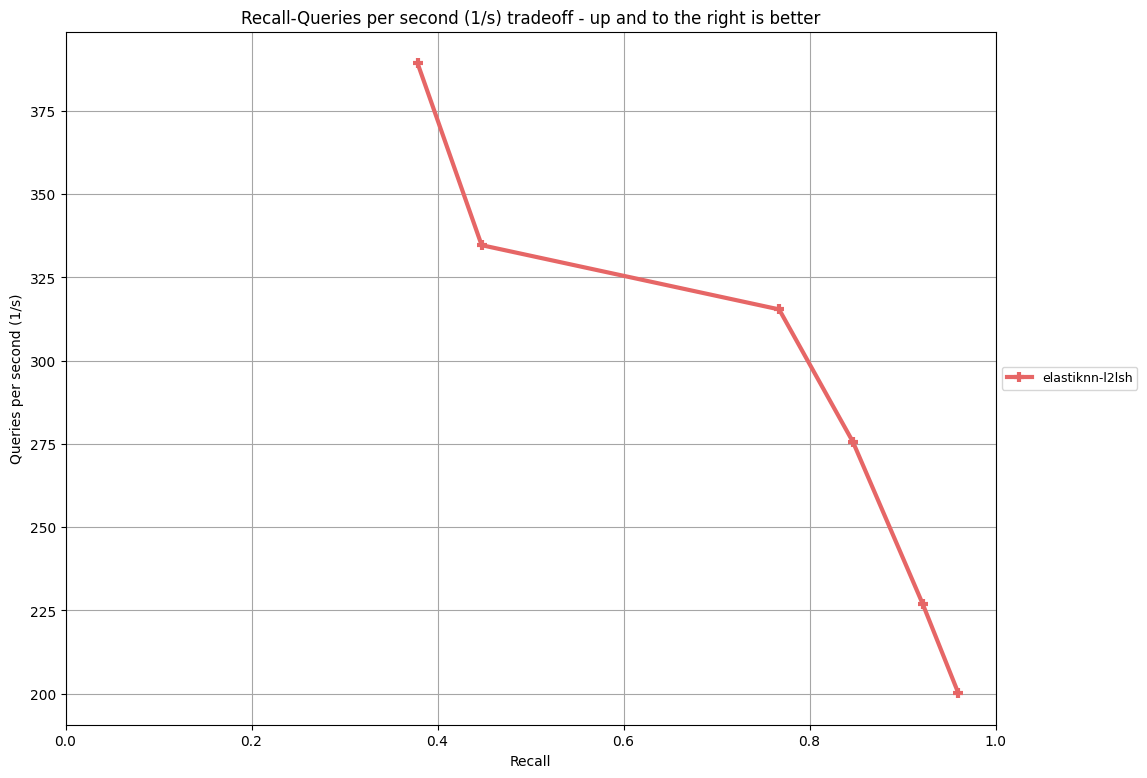 Recall-Queries per second (1/s) tradeoff - up and to the right is better
375
350
325
300
275
250
225
200
Queries per second (1/s)
0.0 0.2 0.4 0.6 0.8 1.0
Recall
elastiknn-l2lsh